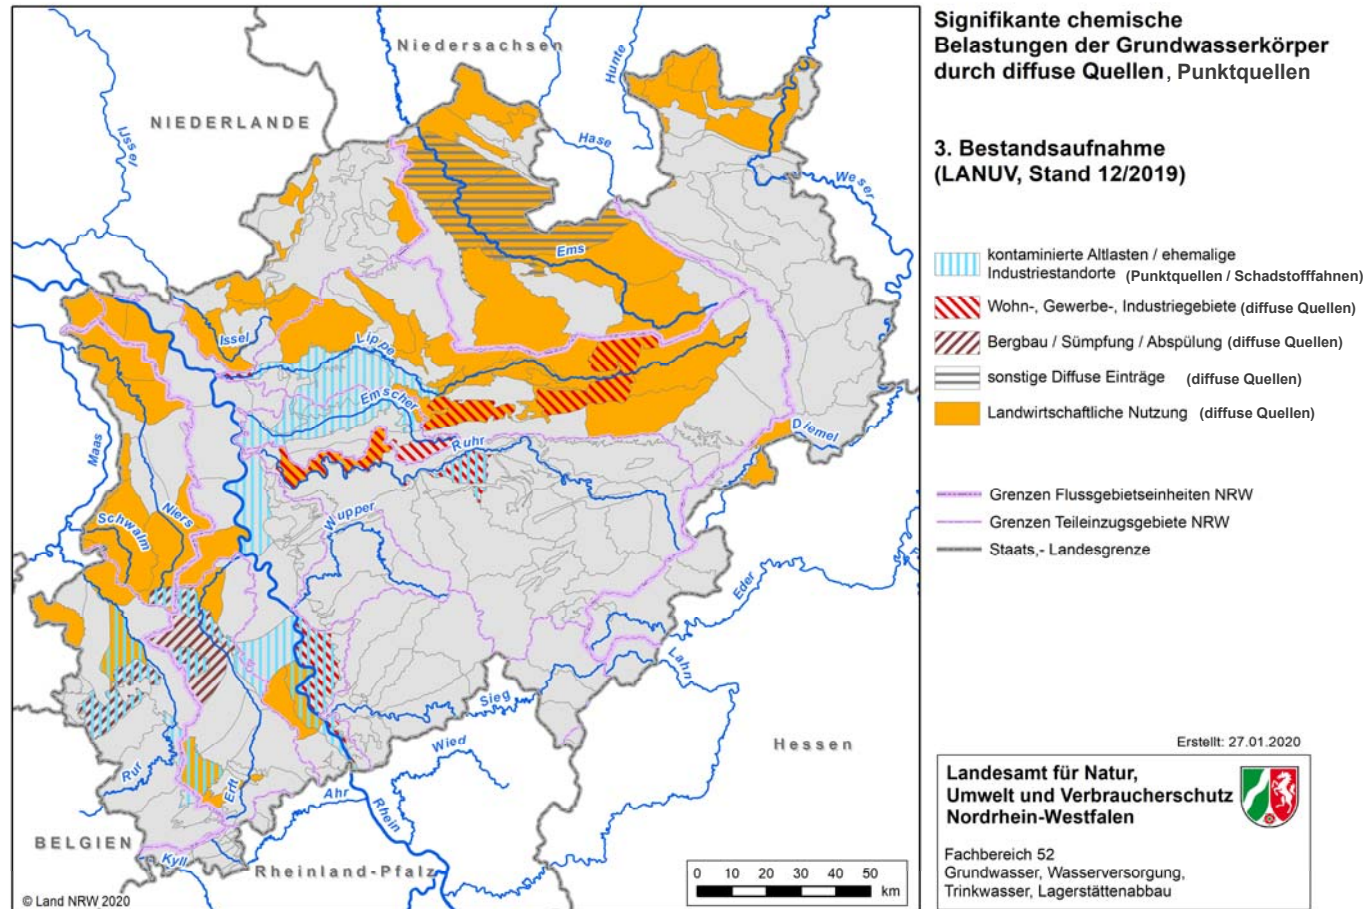 Signifikante chemische
Belastungen der Grundwasserkörper
durch diffuse Quellen, Punktquellen
3. Bestandsaufnahme
(LANUV, Stand 12/2019)
kontaminierte Altlasten / ehemalige
Industriestandorte (Punktquellen / Schadstofffahnen)
Wohn-, Gewerbe-, Industriegebiete (diffuse Quellen)
Bergbau / Sümpfung / Abspülung (diffuse Quellen)
sonstige Diffuse Einträge (diffuse Quellen)
Landwirtschaftliche Nutzung (diffuse Quellen)
Grenzen Flussgebietseinheiten NRW
Grenzen Teileinzugsgebiete NRW
Staats,- Landesgrenze
Erstellt: 27.01.2020
Landesamt für Natur,
Umwelt und Verbraucherschutz
Nordrhein-Westfalen
Fachbereich 52
Grundwasser, Wasserversorgung,
Trinkwasser, Lagerstättenabbau
Niedersachsen
Hunte
NIEDERLANDE
IJssel
Hase
Weser
Ems
Issel
Lippe
Emscher
Ruhr
Diemel
Maas
Niers
Schwalm
Wupper
Eder
Lahn
Sieg
Wied
Hessen
Rur
Erft
Ahr
Rhein
BELGIEN
Kyll
Rheinland-Pfalz
0 10 20 30 40 50
km
© Land NRW 2020